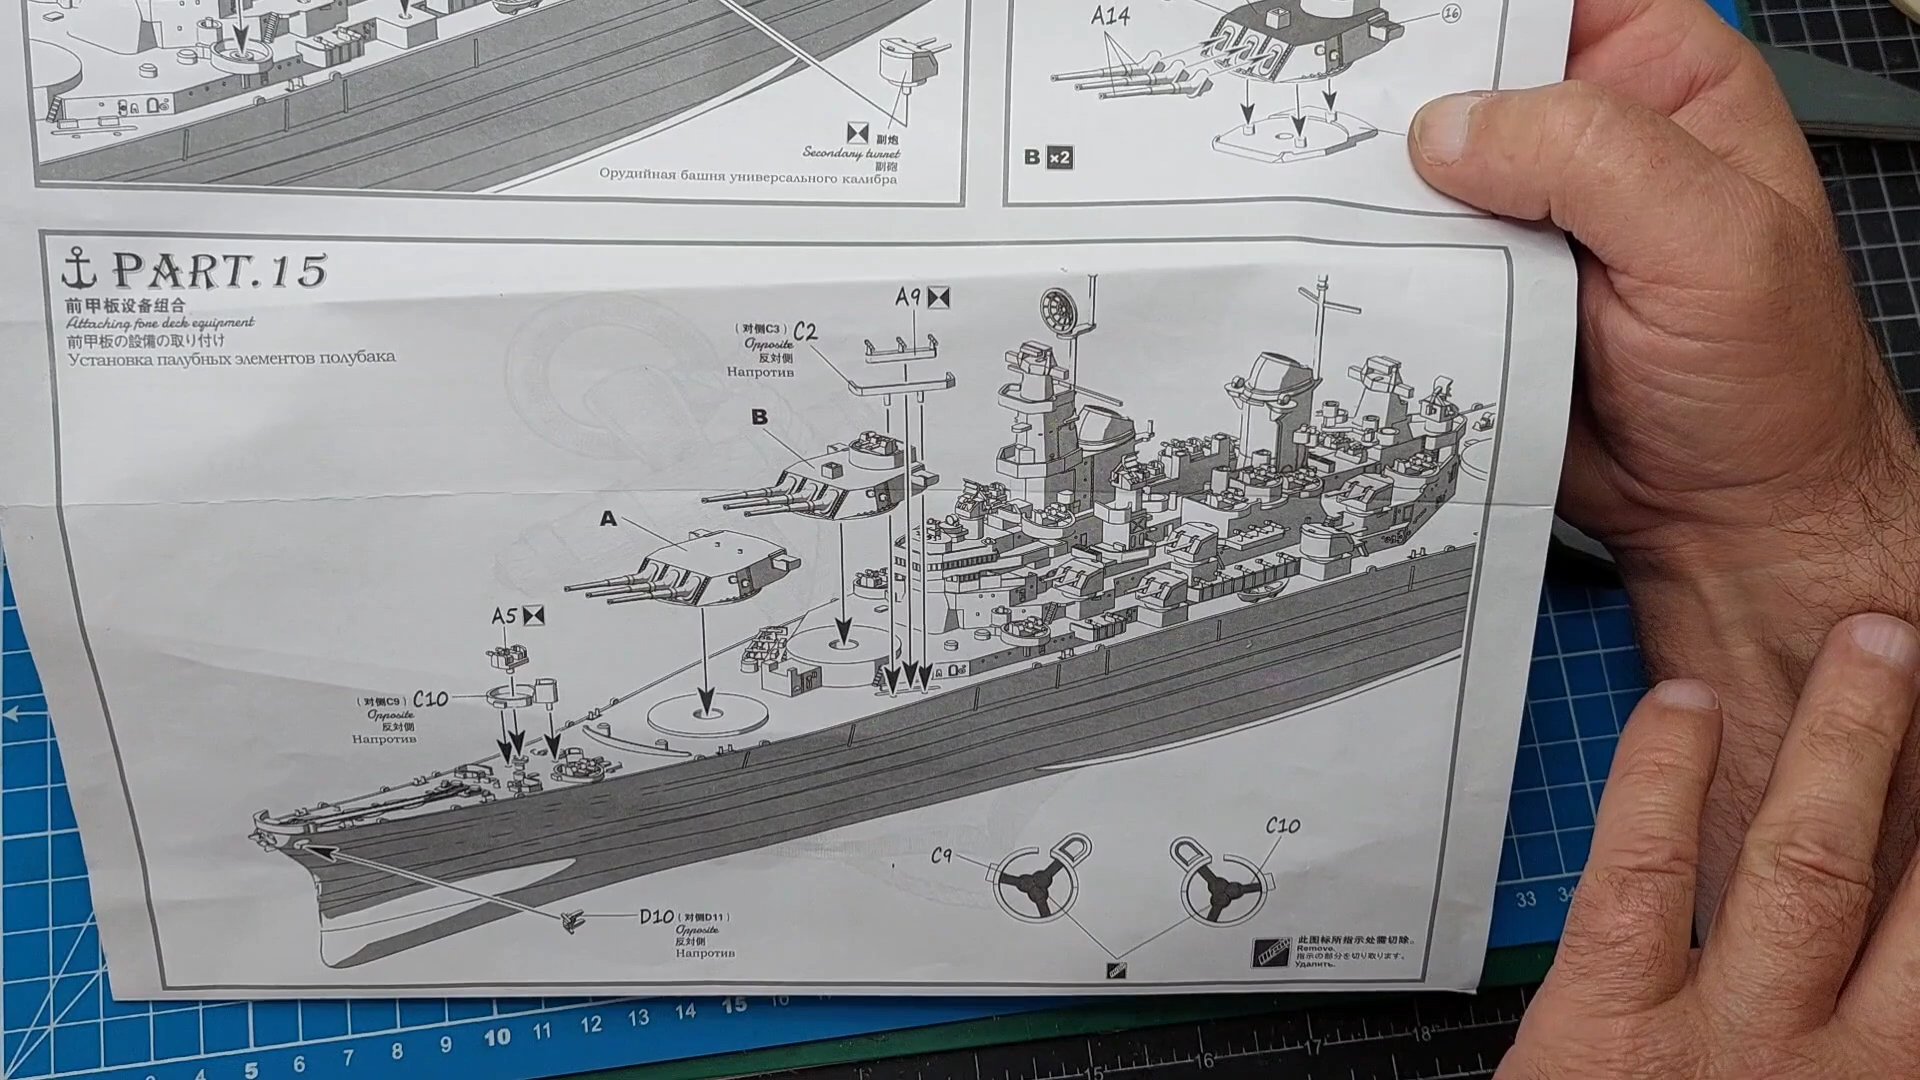 A14
16
副炮
Secondary turret
副砲
Орудийная башня универсального калибра
B ×2
PART.15
前甲板设备组合
Attaching fore deck equipment
前甲板の設備の取り付け
Установка палубных элементов полубака
A9
(对侧C3) C2
Opposite
反対側
Напротив
B
A
A5
(对侧C9) C10
Opposite
反対側
Напротив
D10 (对侧D11)
Opposite
反対側
Напротив
C9
C10
此图标所指示处需切除。
Remove.
指示の部分を切り取ります。
Удалить.
33
5 6 7 8 9 10 11 12 13 14 15
15 16 17 18